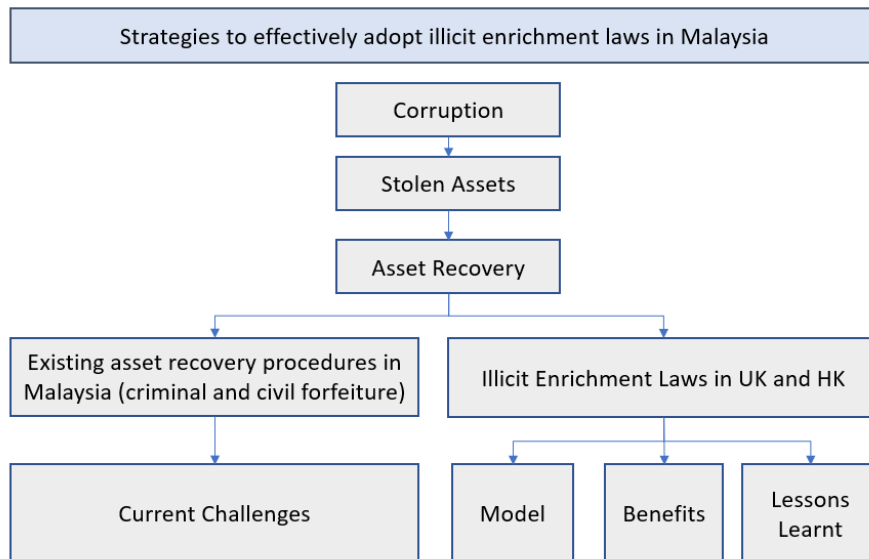 Strategies to effectively adopt illicit enrichment laws in Malaysia
Corruption
Stolen Assets
Asset Recovery
Existing asset recovery procedures in
Malaysia (criminal and civil forfeiture)
Illicit Enrichment Laws in UK and HK
Current Challenges
Model
Benefits
Lessons
Learnt